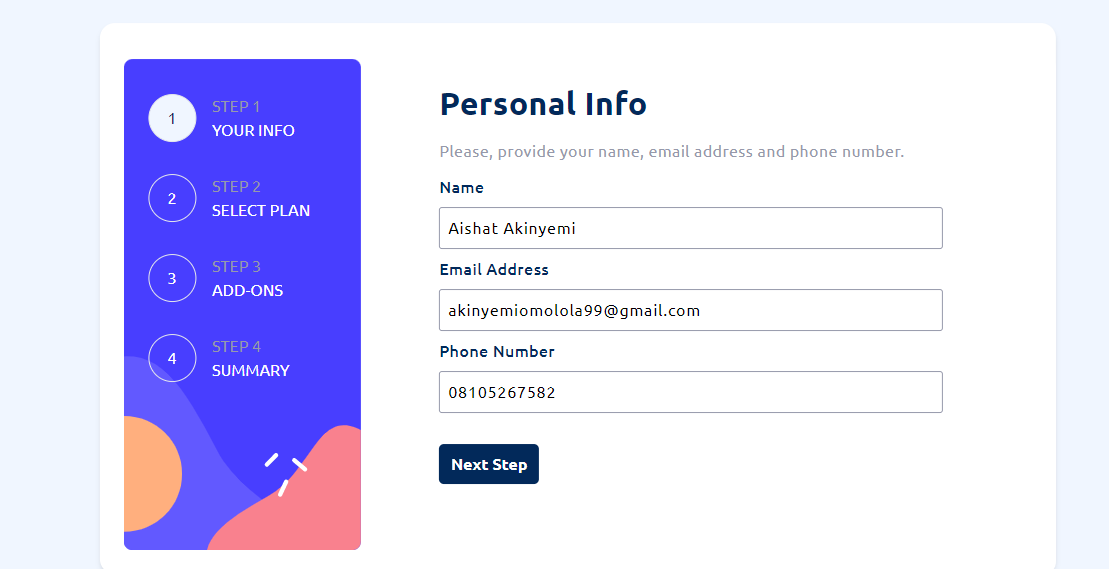 1
STEP 1
YOUR INFO
2
STEP 2
SELECT PLAN
3
STEP 3
ADD-ONS
4
STEP 4
SUMMARY
Personal Info
Please, provide your name, email address and phone number.
Name
Aishat Akinyemi
Email Address
akinyemiomolola99@gmail.com
Phone Number
08105267582
Next Step